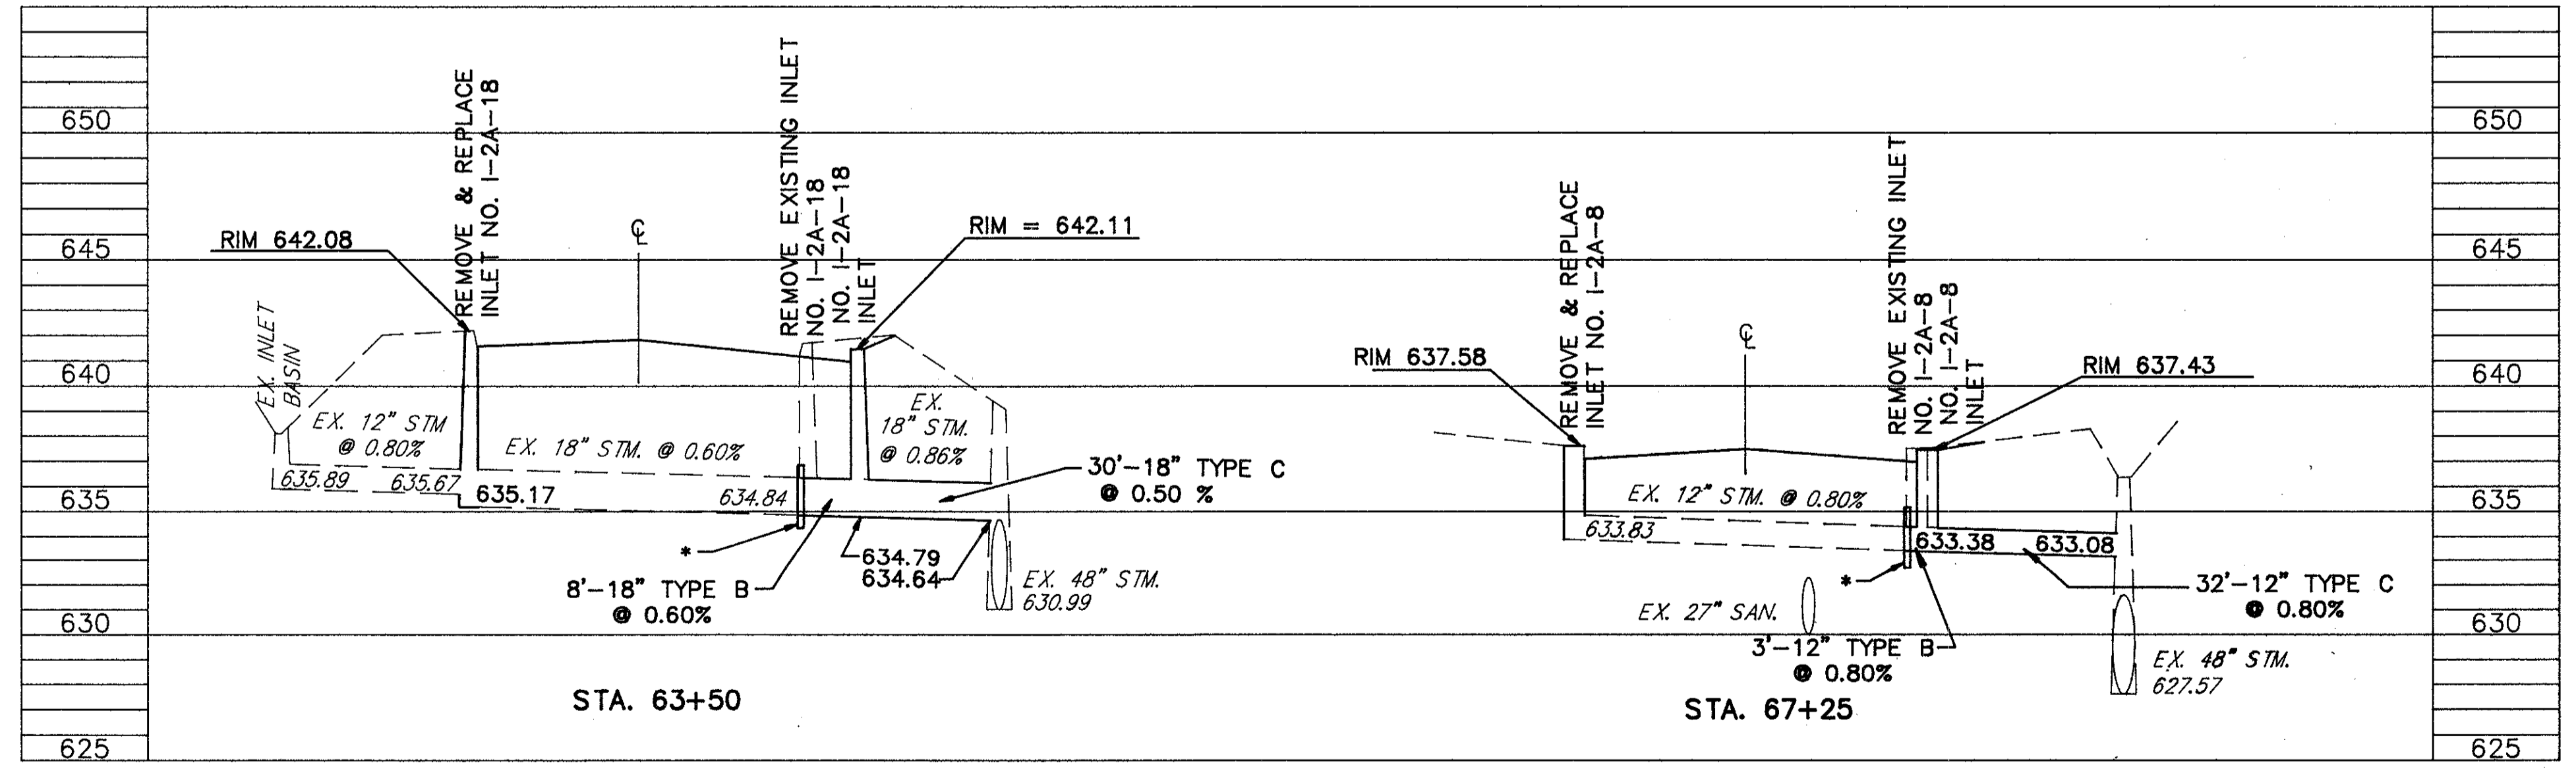 650
645
640
635
630
625
RIM 642.08
REMOVE & REPLACE
INLET NO. I-2A-18
℄
REMOVE EXISTING INLET
NO. I-2A-18
NO. I-2A-18
INLET
RIM = 642.11
EX. INLET
BASIN
EX. 12" STM
@ 0.80%
EX. 18" STM. @ 0.60%
EX.
18" STM.
@ 0.86%
635.89
635.67
635.17
634.84
30'-18" TYPE C
@ 0.50 %
*
634.79
634.64
8'-18" TYPE B
@ 0.60%
EX. 48" STM.
630.99
STA. 63+50
RIM 637.58
REMOVE & REPLACE
INLET NO. I-2A-8
℄
REMOVE EXISTING INLET
NO. I-2A-8
NO. I-2A-8
INLET
RIM 637.43
EX. 12" STM. @ 0.80%
633.83
633.38
633.08
*
32'-12" TYPE C
@ 0.80%
EX. 27" SAN.
3'-12" TYPE B
@ 0.80%
EX. 48" STM.
627.57
STA. 67+25
650
645
640
635
630
625